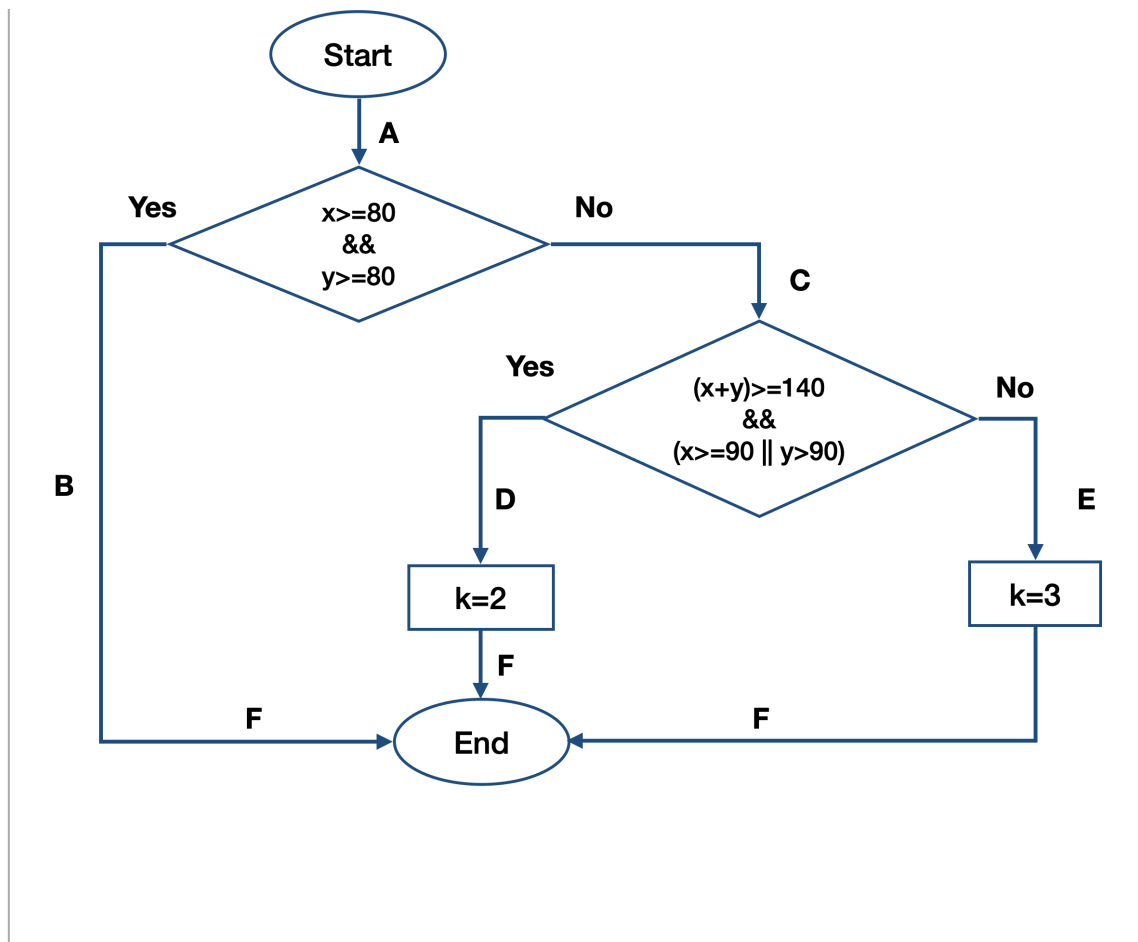 Start
A
Yes
x>=80
&&
y>=80
No
C
Yes
(x+y)>=140
&&
(x>=90 || y>90)
No
B
D
E
k=2
k=3
F
F
F
End